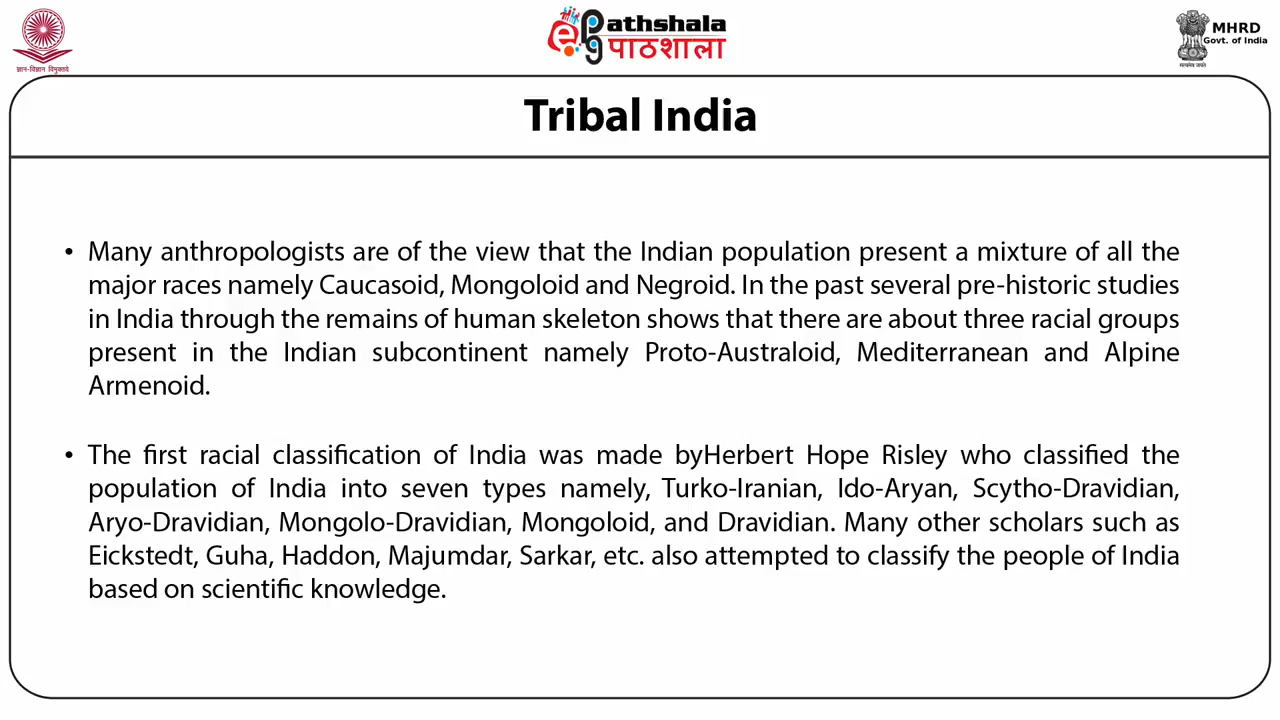 ज्ञान-विज्ञान विमुक्तये
ePathshala
पाठशाला
MHRD
Govt. of India
सत्यमेव जयते
Tribal India
• Many anthropologists are of the view that the Indian population present a mixture of all the
major races namely Caucasoid, Mongoloid and Negroid. In the past several pre-historic studies
in India through the remains of human skeleton shows that there are about three racial groups
present in the Indian subcontinent namely Proto-Australoid, Mediterranean and Alpine
Armenoid.
• The first racial classification of India was made byHerbert Hope Risley who classified the
population of India into seven types namely, Turko-Iranian, Ido-Aryan, Scytho-Dravidian,
Aryo-Dravidian, Mongolo-Dravidian, Mongoloid, and Dravidian. Many other scholars such as
Eickstedt, Guha, Haddon, Majumdar, Sarkar, etc. also attempted to classify the people of India
based on scientific knowledge.